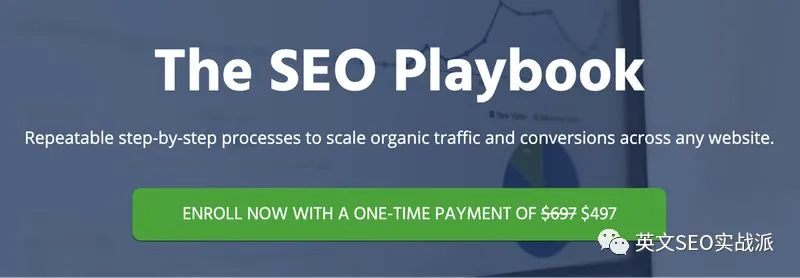 The SEO Playbook
Repeatable step-by-step processes to scale organic traffic and conversions across any website.
ENROLL NOW WITH A ONE-TIME PAYMENT OF $697 $497
英文SEO实战派